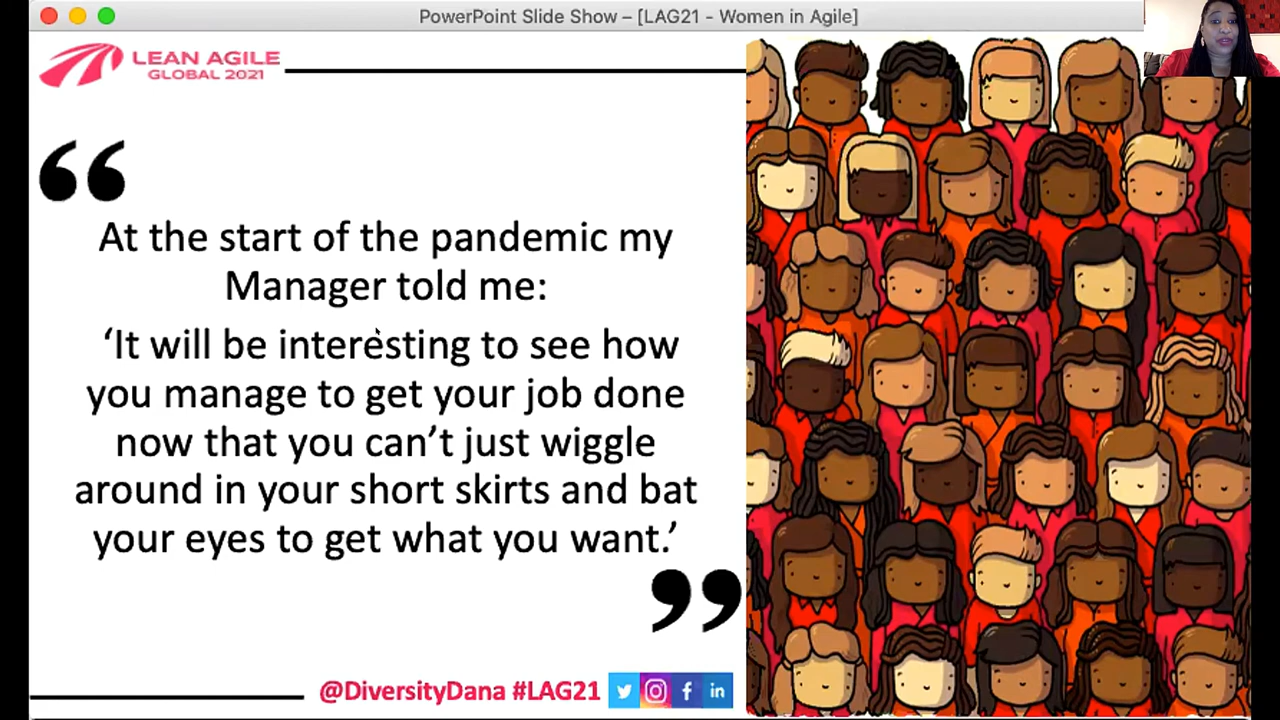 PowerPoint Slide Show – [LAG21 - Women in Agile]
LEAN AGILE
GLOBAL 2021
“
At the start of the pandemic my
Manager told me:
‘It will be interesting to see how
you manage to get your job done
now that you can’t just wiggle
around in your short skirts and bat
your eyes to get what you want.’
”
@DiversityDana #LAG21